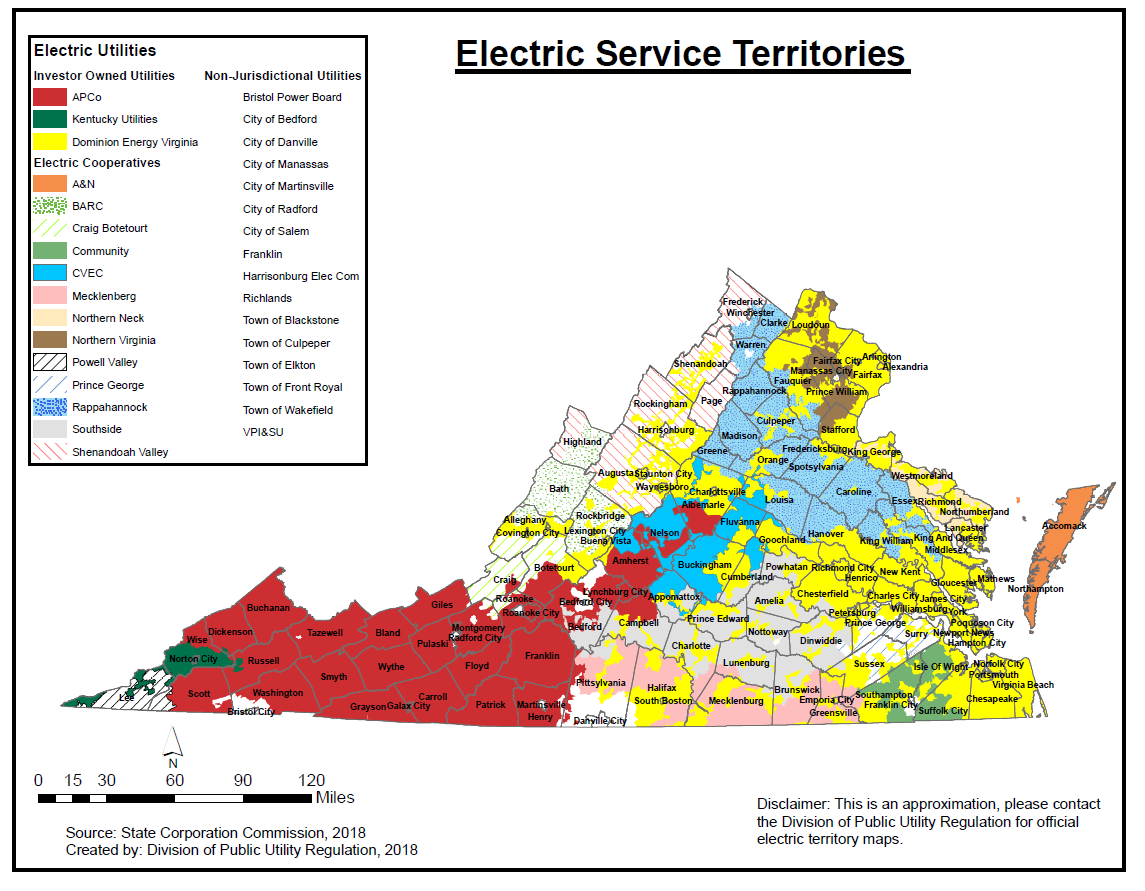 Electric Service Territories
Electric Utilities
Investor Owned Utilities
APCo
Kentucky Utilities
Dominion Energy Virginia
Electric Cooperatives
A&N
BARC
Craig Botetourt
Community
CVEC
Mecklenberg
Northern Neck
Northern Virginia
Powell Valley
Prince George
Rappahannock
Southside
Shenandoah Valley
Non-Jurisdictional Utilities
Bristol Power Board
City of Bedford
City of Danville
City of Manassas
City of Martinsville
City of Radford
City of Salem
Franklin
Harrisonburg Elec Com
Richlands
Town of Blackstone
Town of Culpeper
Town of Elkton
Town of Front Royal
Town of Wakefield
VPI&SU
Frederick
Winchester
Clarke
Loudoun
Warren
Shenandoah
Fairfax City
Arlington
Alexandria
Manassas City
Fairfax
Fauquier
Prince William
Rappahannock
Page
Rockingham
Culpeper
Stafford
Harrisonburg
Madison
Highland
Greene
Orange
Fredericksburg
King George
Spotsylvania
Augusta
Staunton City
Waynesboro
Westmoreland
Bath
Charlottsville
Albemarle
Louisa
Caroline
Essex
Richmond
Northumberland
Rockbridge
Alleghany
Covington City
Lexington City
Buena Vista
Nelson
Fluvanna
Goochland
Hanover
King William
Lancaster
King And Queen
Middlesex
Accomack
Amherst
Buckingham
Botetourt
Craig
Cumberland
Powhatan
Richmond City
Henrico
New Kent
Gloucester
Mathews
Northampton
Roanoke
Roanoke City
Lynchburg City
Bedford City
Appomattox
Amelia
Chesterfield
Charles City
James City
Williamsburg
York
Buchanan
Giles
Bedford
Campbell
Prince Edward
Nottoway
Petersburg
Prince George
Poquoson City
Surry
Newport News
Hampton City
Dickenson
Wise
Tazewell
Bland
Montgomery
Radford City
Pulaski
Charlotte
Dinwiddie
Norton City
Russell
Wythe
Floyd
Franklin
Lunenburg
Sussex
Isle Of Wight
Norfolk City
Portsmouth
Virginia Beach
Smyth
Pittsylvania
Halifax
South Boston
Mecklenburg
Brunswick
Emporia City
Greensville
Southampton
Franklin City
Suffolk City
Chesapeake
Lee
Scott
Washington
Bristol City
Grayson
Galax City
Carroll
Patrick
Martinsville
Henry
Danville City
N
0 15 30 60 90 120
Miles
Source: State Corporation Commission, 2018
Created by: Division of Public Utility Regulation, 2018
Disclaimer: This is an approximation, please contact
the Division of Public Utility Regulation for official
electric territory maps.